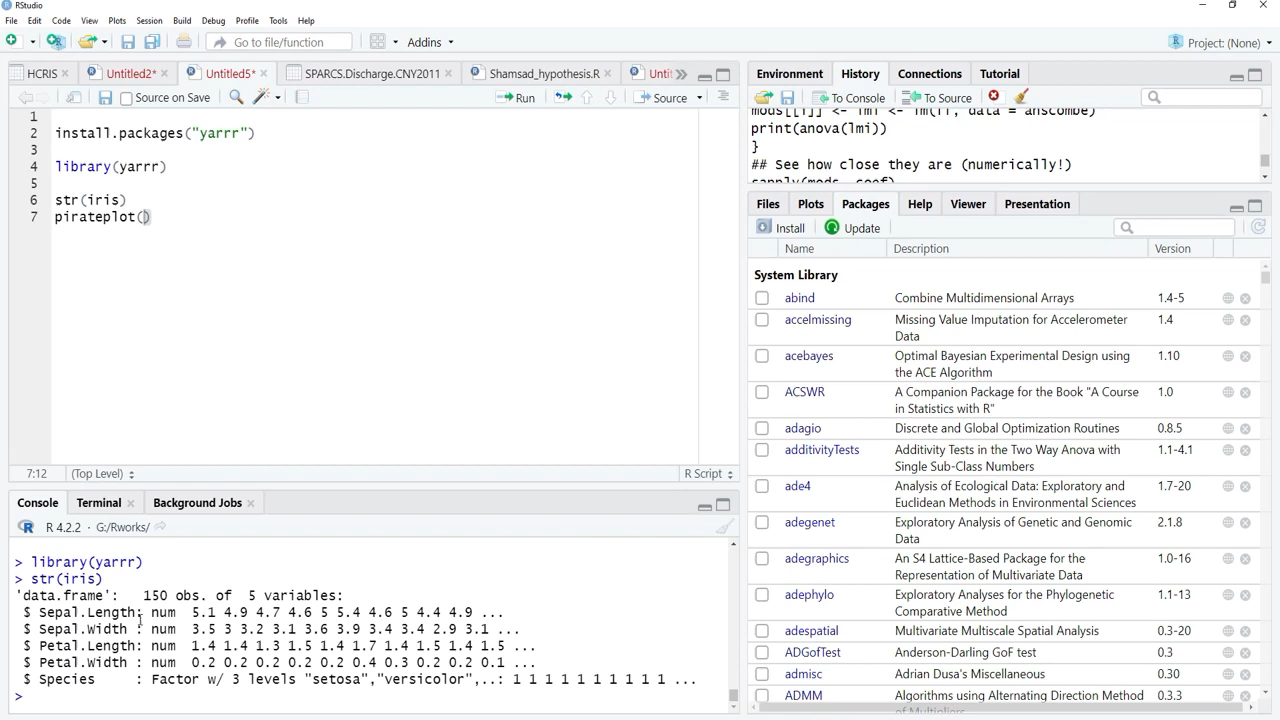 RStudio
File Edit Code View Plots Session Build Debug Profile Tools Help
Go to file/function Addins Project: (None)
HCRIS Untitled2* Untitled5* SPARCS.Discharge.CNY2011 Shamsad_hypothesis.R Unti
Source on Save Run Source
1
2 install.packages("yarrr")
3
4 library(yarrr)
5
6 str(iris)
7 pirateplot()
7:12 (Top Level) R Script
Console Terminal Background Jobs
R 4.2.2 · G:/Rworks/
> library(yarrr)
> str(iris)
'data.frame': 150 obs. of 5 variables:
$ Sepal.Length: num 5.1 4.9 4.7 4.6 5 5.4 4.6 5 4.4 4.9 ...
$ Sepal.Width : num 3.5 3 3.2 3.1 3.6 3.9 3.4 3.4 2.9 3.1 ...
$ Petal.Length: num 1.4 1.4 1.3 1.5 1.4 1.7 1.4 1.5 1.4 1.5 ...
$ Petal.Width : num 0.2 0.2 0.2 0.2 0.2 0.4 0.3 0.2 0.2 0.1 ...
$ Species : Factor w/ 3 levels "setosa","versicolor",..: 1 1 1 1 1 1 1 1 1 1 ...
>
Environment History Connections Tutorial
To Console To Source
print(anova(lmi))
}
## See how close they are (numerically!)
sapply(mods, coef)
Files Plots Packages Help Viewer Presentation
Install Update
Name Description Version
System Library
abind Combine Multidimensional Arrays 1.4-5
accelmissing Missing Value Imputation for Accelerometer 1.4
Data
acebayes Optimal Bayesian Experimental Design using 1.10
the ACE Algorithm
ACSWR A Companion Package for the Book "A Course 1.0
in Statistics with R"
adagio Discrete and Global Optimization Routines 0.8.5
additivityTests Additivity Tests in the Two Way Anova with 1.1-4.1
Single Sub-Class Numbers
ade4 Analysis of Ecological Data: Exploratory and 1.7-20
Euclidean Methods in Environmental Sciences
adegenet Exploratory Analysis of Genetic and Genomic 2.1.8
Data
adegraphics An S4 Lattice-Based Package for the 1.0-16
Representation of Multivariate Data
adephylo Exploratory Analyses for the Phylogenetic 1.1-13
Comparative Method
adespatial Multivariate Multiscale Spatial Analysis 0.3-20
ADGofTest Anderson-Darling GoF test 0.3
admisc Adrian Dusa's Miscellaneous 0.30
ADMM Algorithms using Alternating Direction Method 0.3.3
of Multipliers